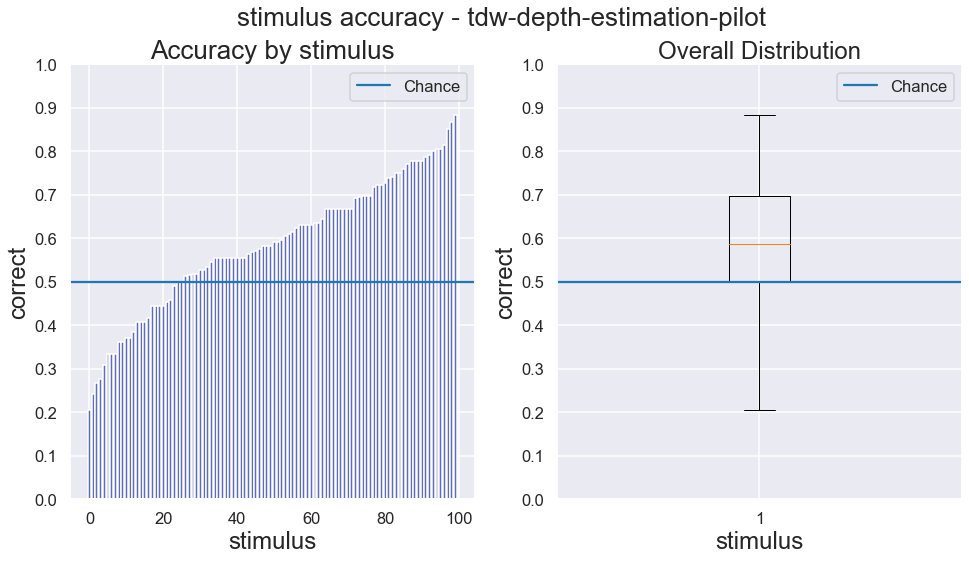 stimulus accuracy - tdw-depth-estimation-pilot
Accuracy by stimulus
Chance
correct
1.0
0.9
0.8
0.7
0.6
0.5
0.4
0.3
0.2
0.1
0.0
0 20 40 60 80 100
stimulus
Overall Distribution
Chance
correct
1.0
0.9
0.8
0.7
0.6
0.5
0.4
0.3
0.2
0.1
0.0
1
stimulus